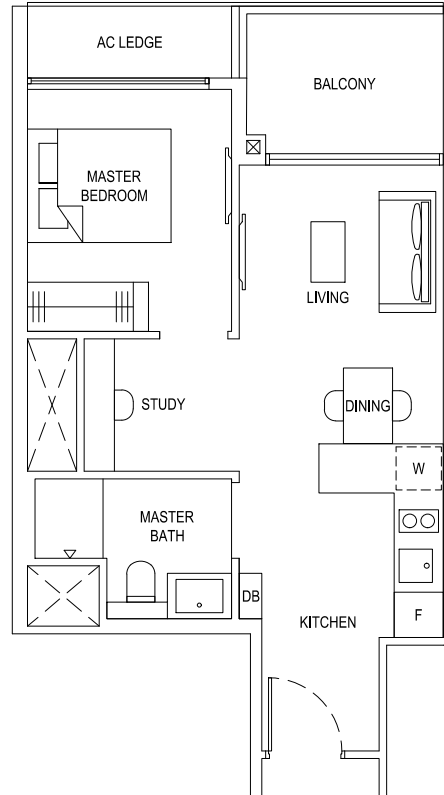 AC LEDGE
BALCONY
MASTER
BEDROOM
LIVING
STUDY
DINING
W
MASTER
BATH
DB
KITCHEN
F